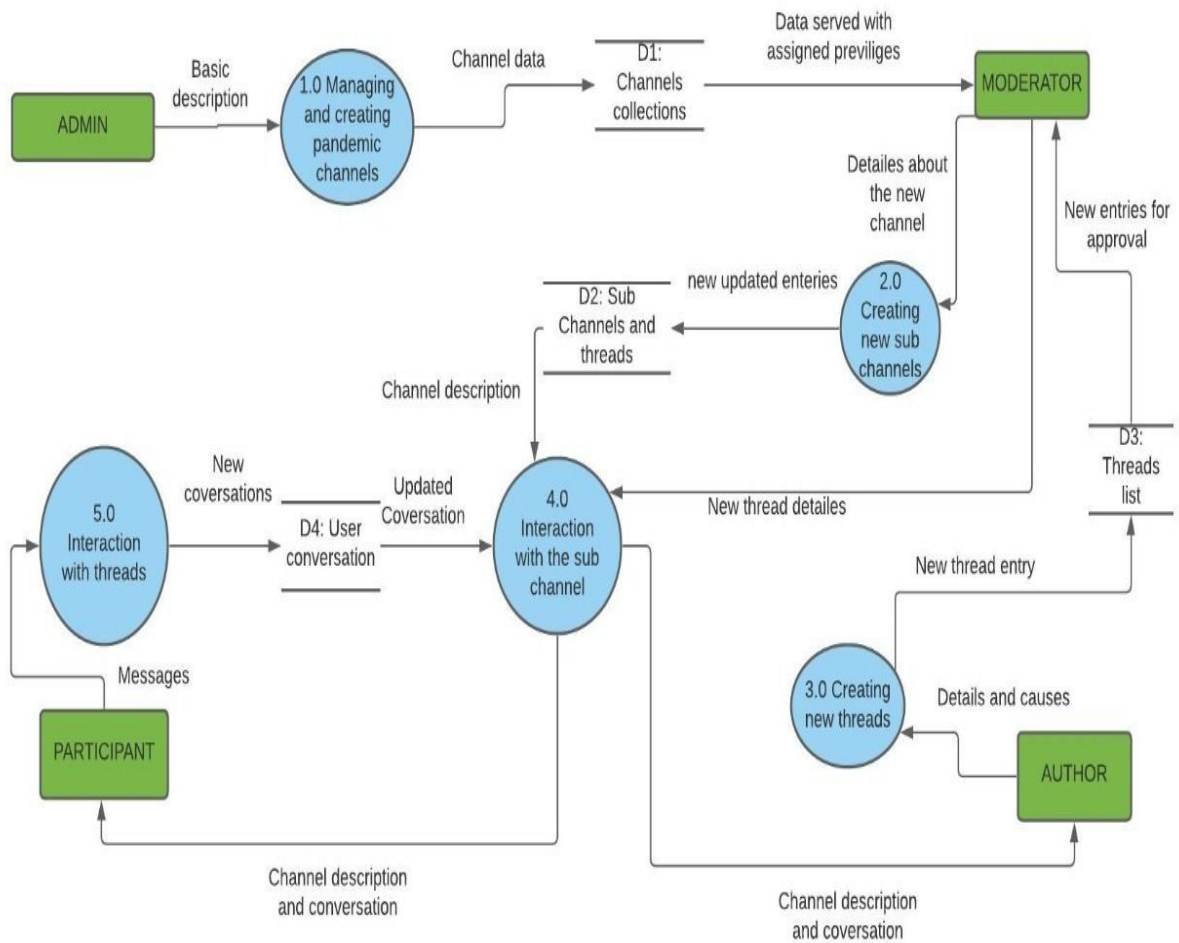 Data served with
assigned previliges
Channel data
D1:
Channels
collections
MODERATOR
Basic
description
1.0 Managing
and creating
pandemic
channels
ADMIN
Detailes about
the new
channel
New entries for
approval
new updated enteries
2.0
Creating
new sub
channels
D2: Sub
Channels and
threads
Channel description
D3:
Threads
list
New
coversations
Updated
Coversation
4.0
Interaction
with the sub
channel
New thread detailes
5.0
Interaction
with threads
D4: User
conversation
New thread entry
Messages
3.0 Creating
new threads
Details and causes
PARTICIPANT
AUTHOR
Channel description
and conversation
Channel description
and coversation